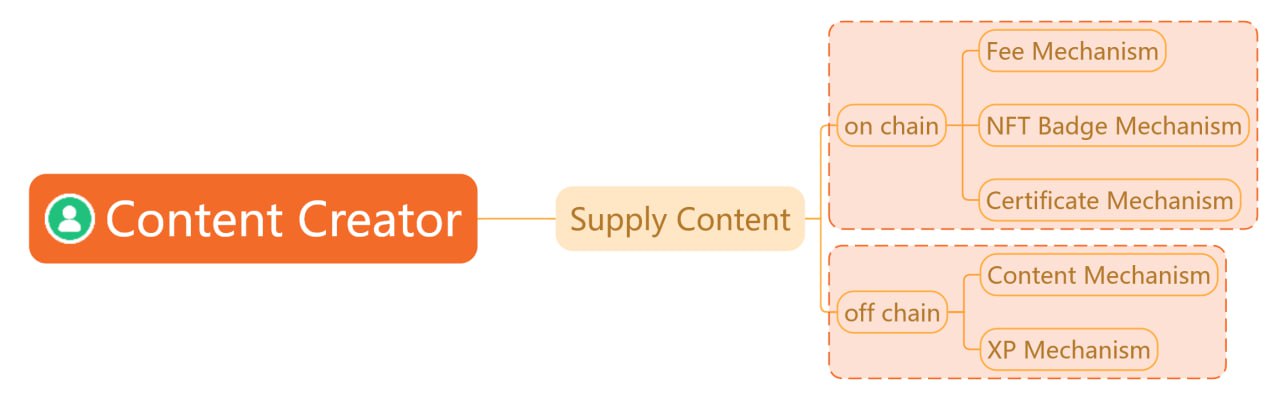 Content Creator
Supply Content
on chain
Fee Mechanism
NFT Badge Mechanism
Certificate Mechanism
off chain
Content Mechanism
XP Mechanism